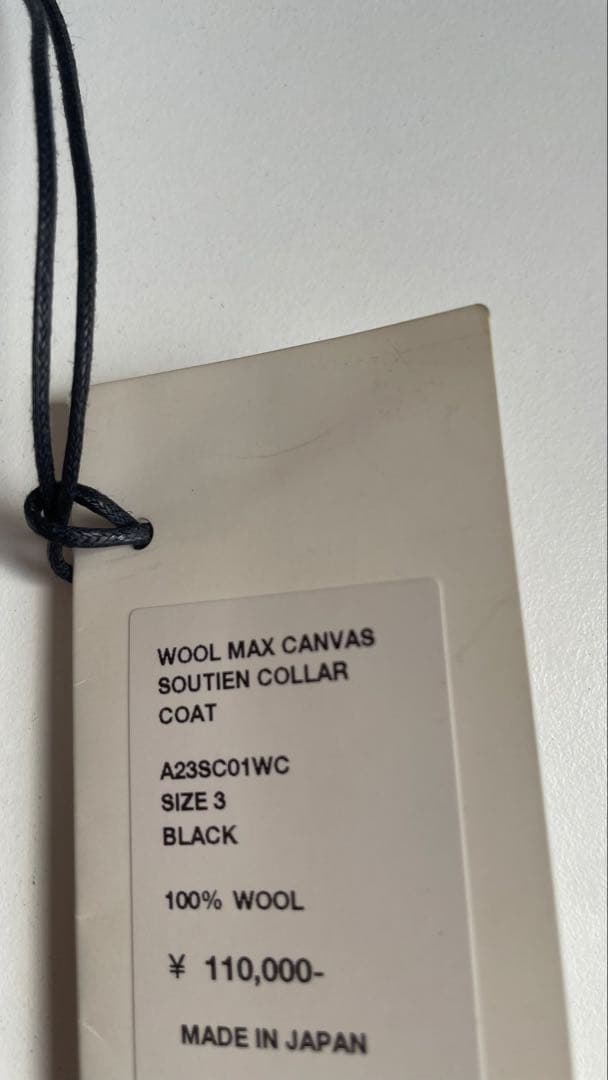 WOOL MAX CANVAS
SOUTIEN COLLAR
COAT
A23SC01WC
SIZE 3
BLACK
100% WOOL
¥ 110,000-
MADE IN JAPAN